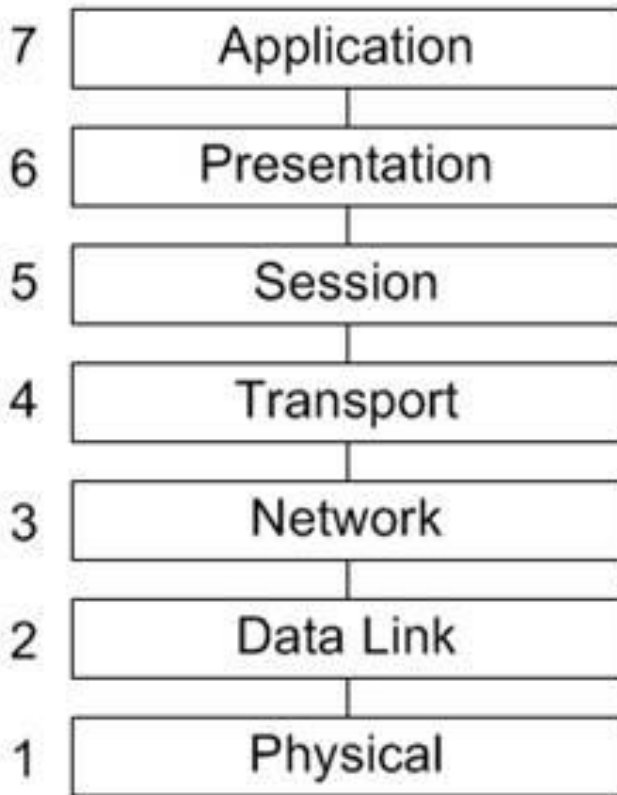 7 Application
6 Presentation
5 Session
4 Transport
3 Network
2 Data Link
1 Physical